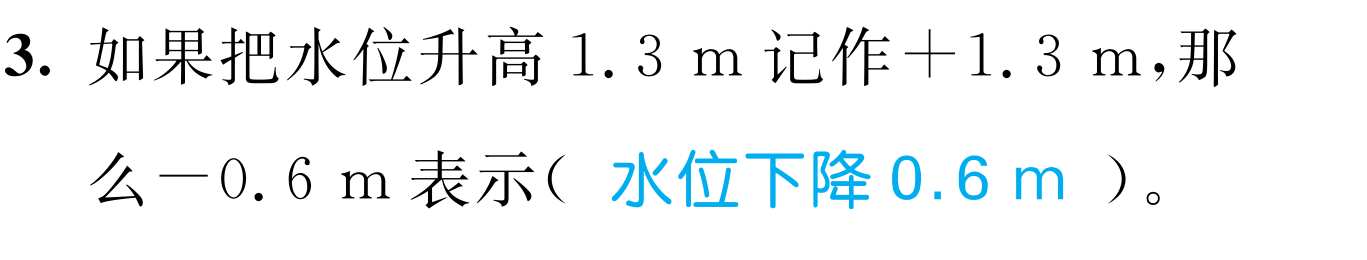 3. 如果把水位升高 1.3 m 记作＋1.3 m,那
么－0.6 m 表示( 水位下降 0.6 m )。